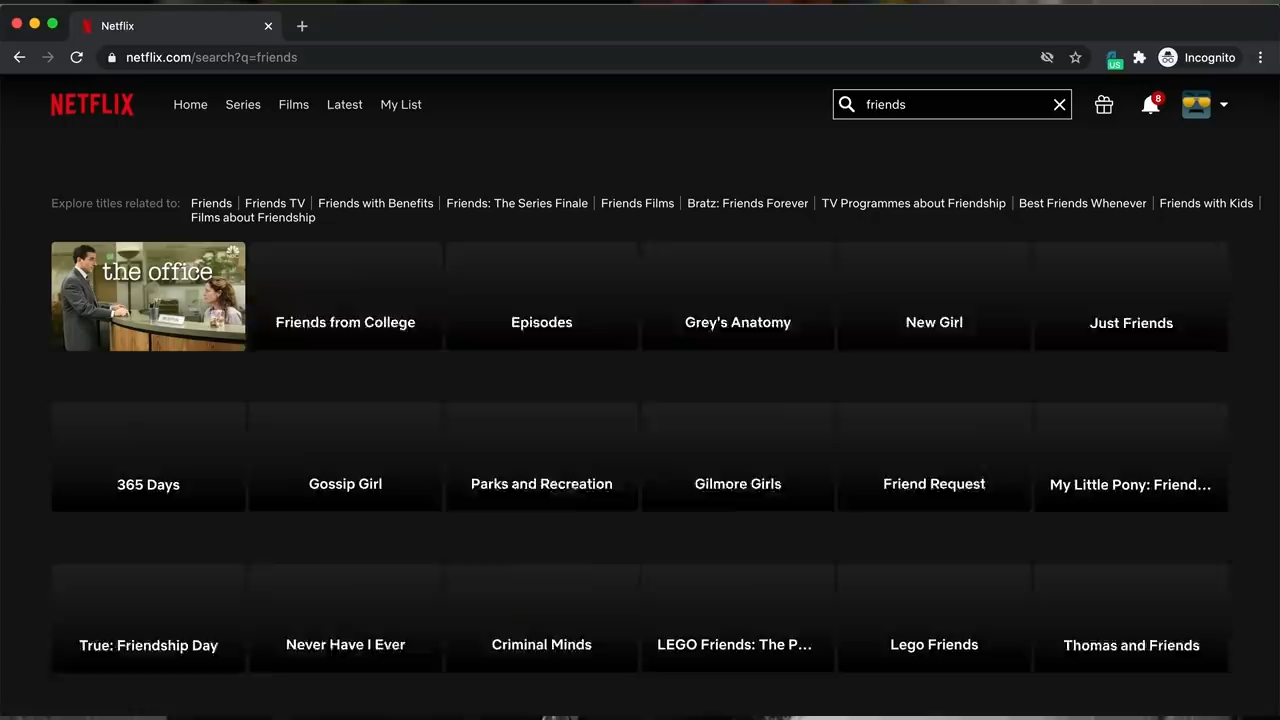 Netflix
netflix.com/search?q=friends
us
Incognito
NETFLIX
Home
Series
Films
Latest
My List
friends
8
Explore titles related to: Friends | Friends TV | Friends with Benefits | Friends: The Series Finale | Friends Films | Bratz: Friends Forever | TV Programmes about Friendship | Best Friends Whenever | Friends with Kids |
Films about Friendship
the office
NBC
Friends from College
Episodes
Grey's Anatomy
New Girl
Just Friends
365 Days
Gossip Girl
Parks and Recreation
Gilmore Girls
Friend Request
My Little Pony: Friend...
True: Friendship Day
Never Have I Ever
Criminal Minds
LEGO Friends: The P...
Lego Friends
Thomas and Friends